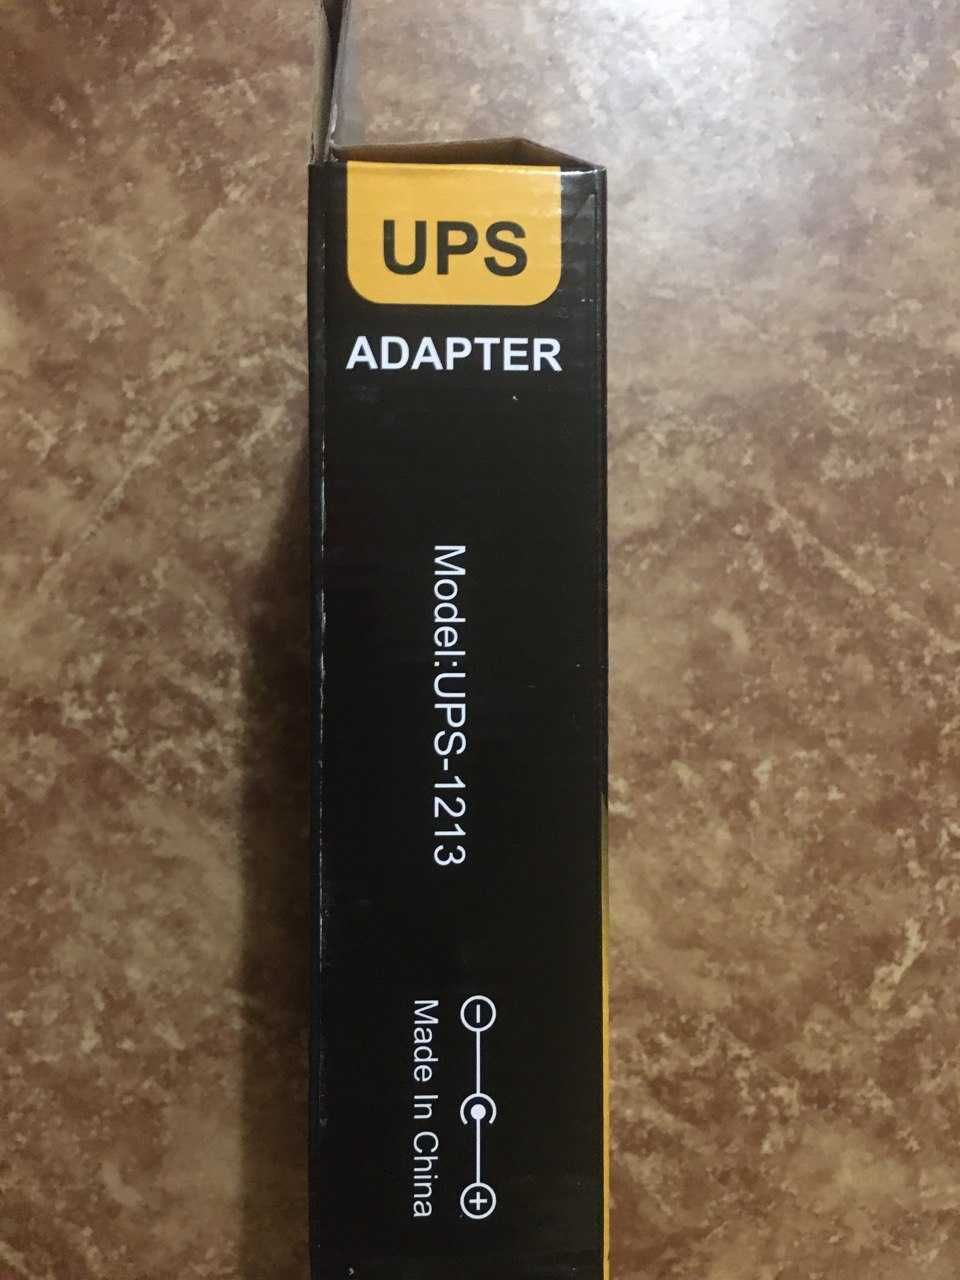 UPS
ADAPTER
Model:UPS-1213
Made In China